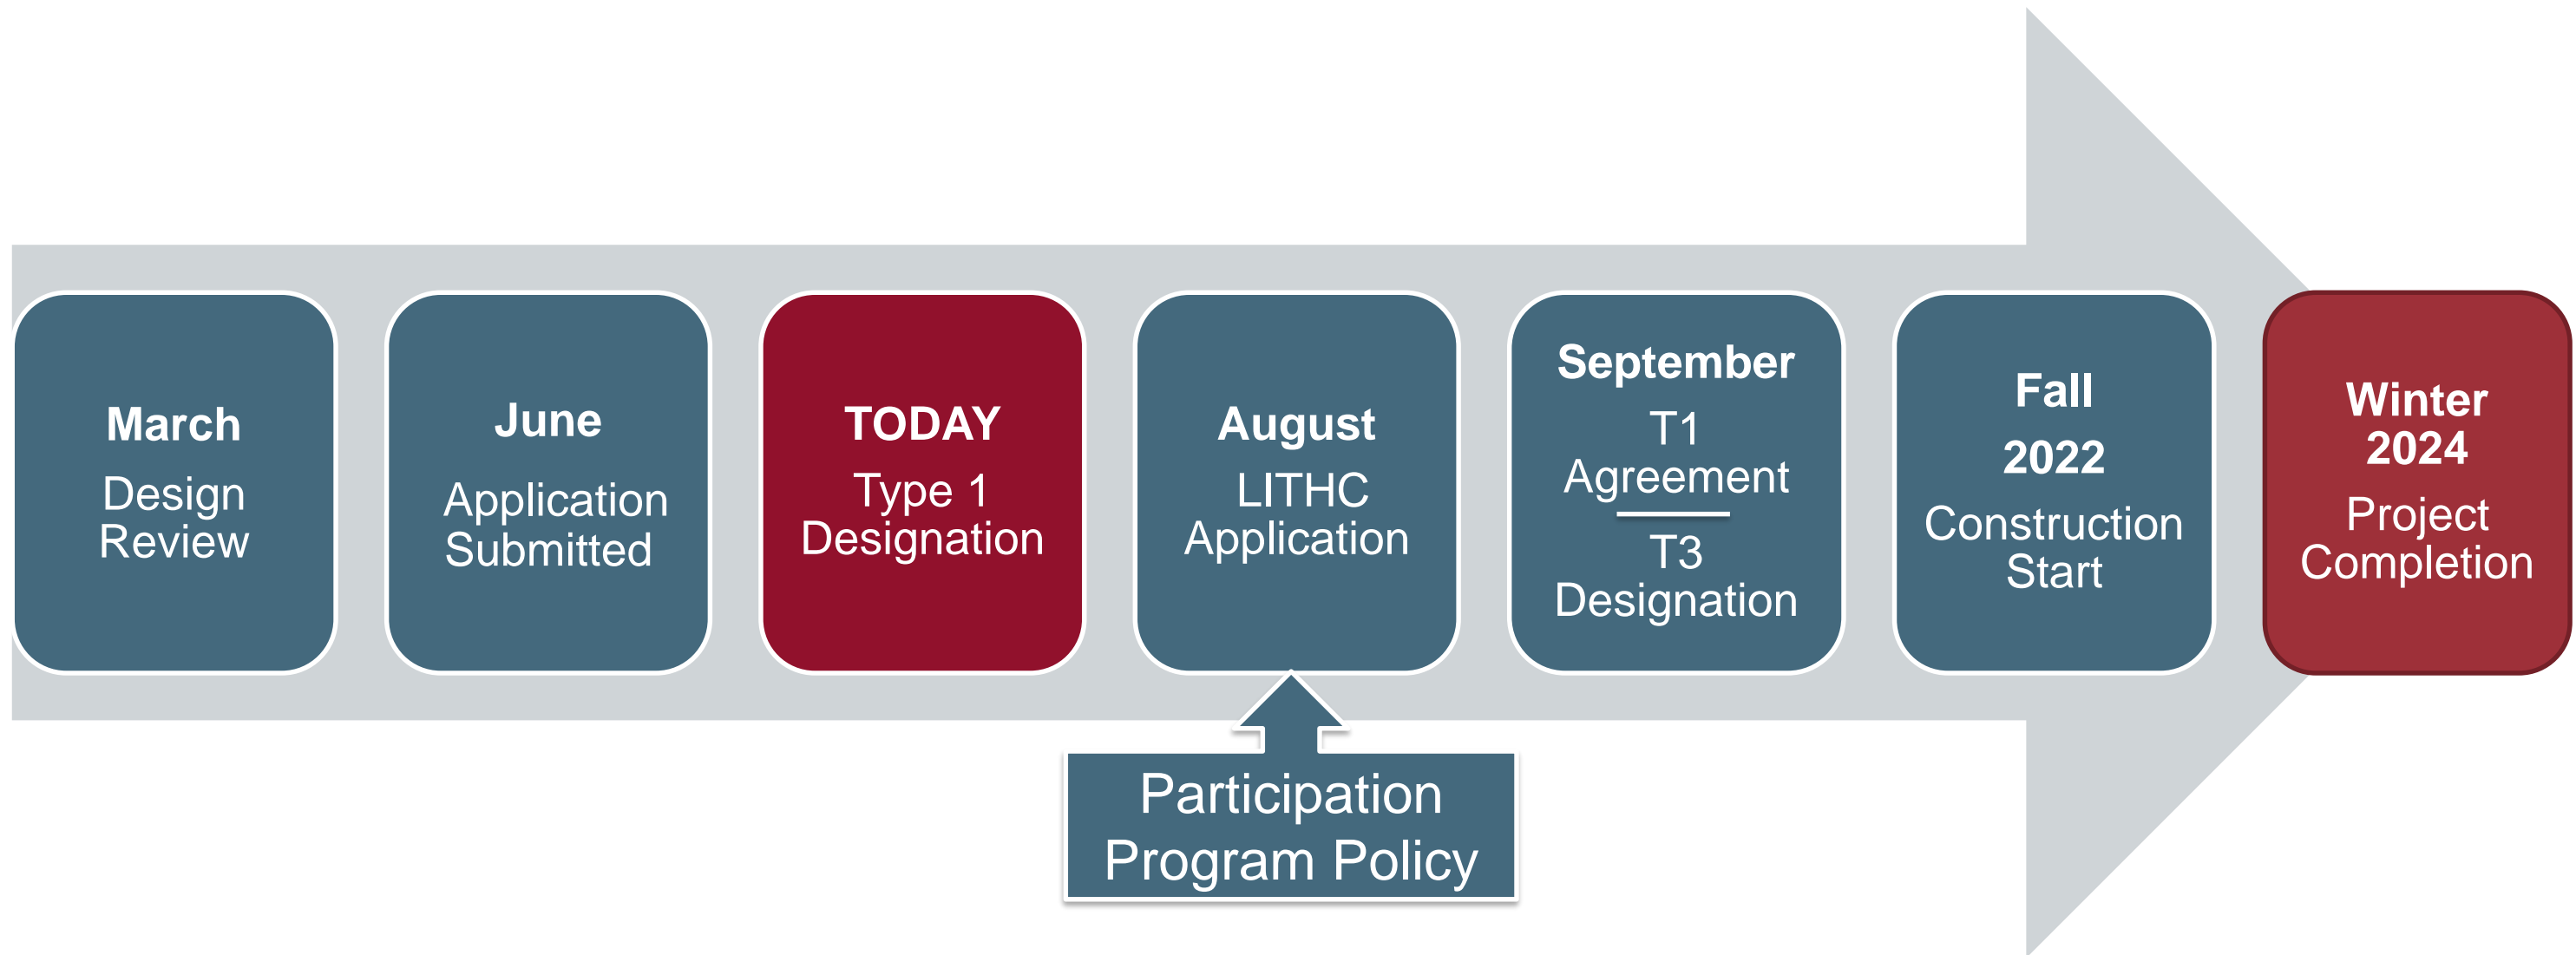 March
Design
Review
June
Application
Submitted
TODAY
Type 1
Designation
August
LITHC
Application
September
T1
Agreement
T3
Designation
Fall
2022
Construction
Start
Winter
2024
Project
Completion
Participation
Program Policy